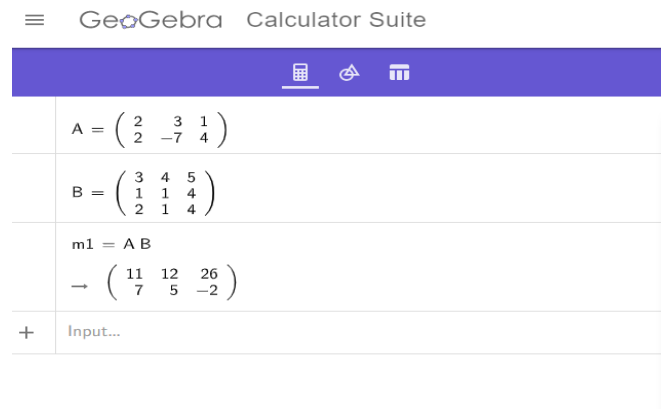 GeoGebra Calculator Suite
A = ( 2 3 1
2 −7 4 )
B = ( 3 4 5
1 1 4
2 1 4 )
m1 = A B
→ ( 11 12 26
7 5 −2 )
+ Input...